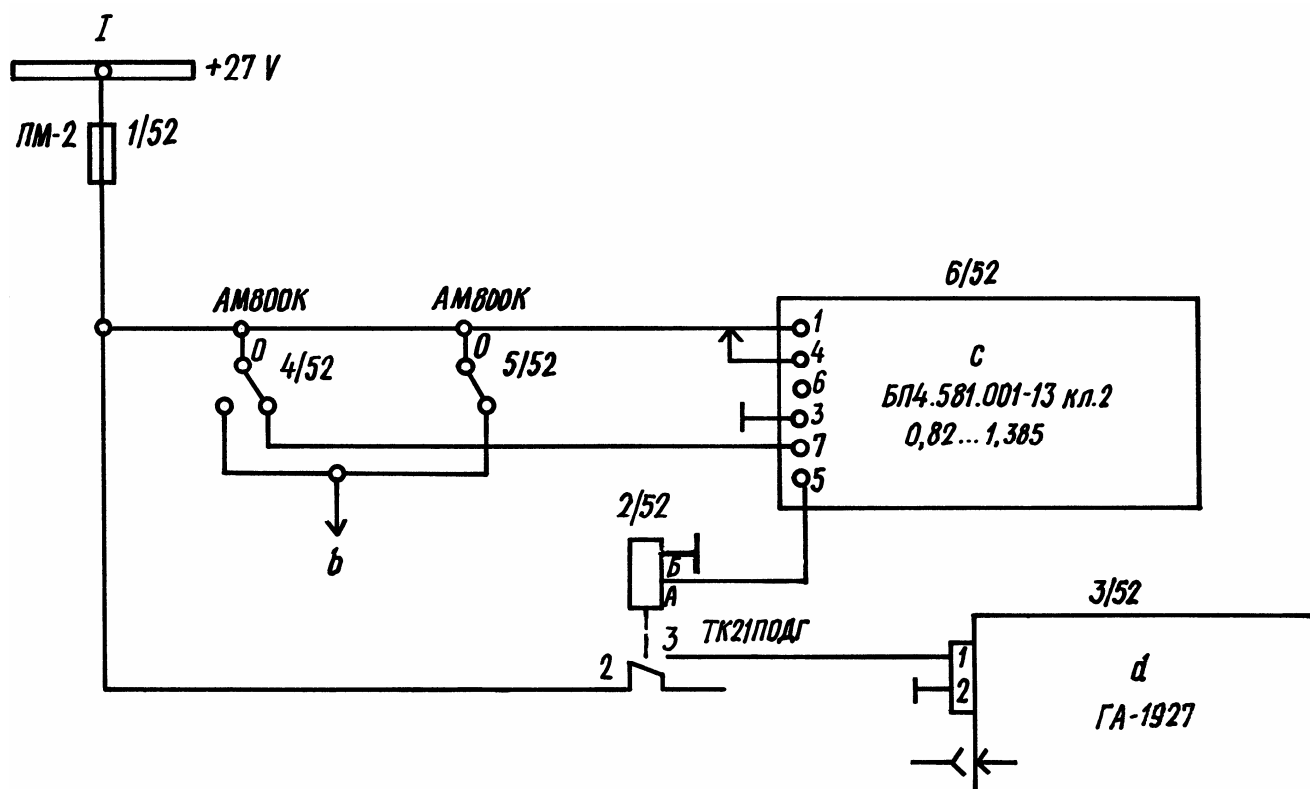 I
+27 V
ПМ-2 1/52
6/52
АМ800К АМ800К
0 4/52
0 5/52
1
4
6
3
7
5
с
БП4.581.001-13 кл.2
0,82...1,385
b
2/52
Б
А
3/52
2
3 ТК21ПОДГ
1
2
d
ГА-1927